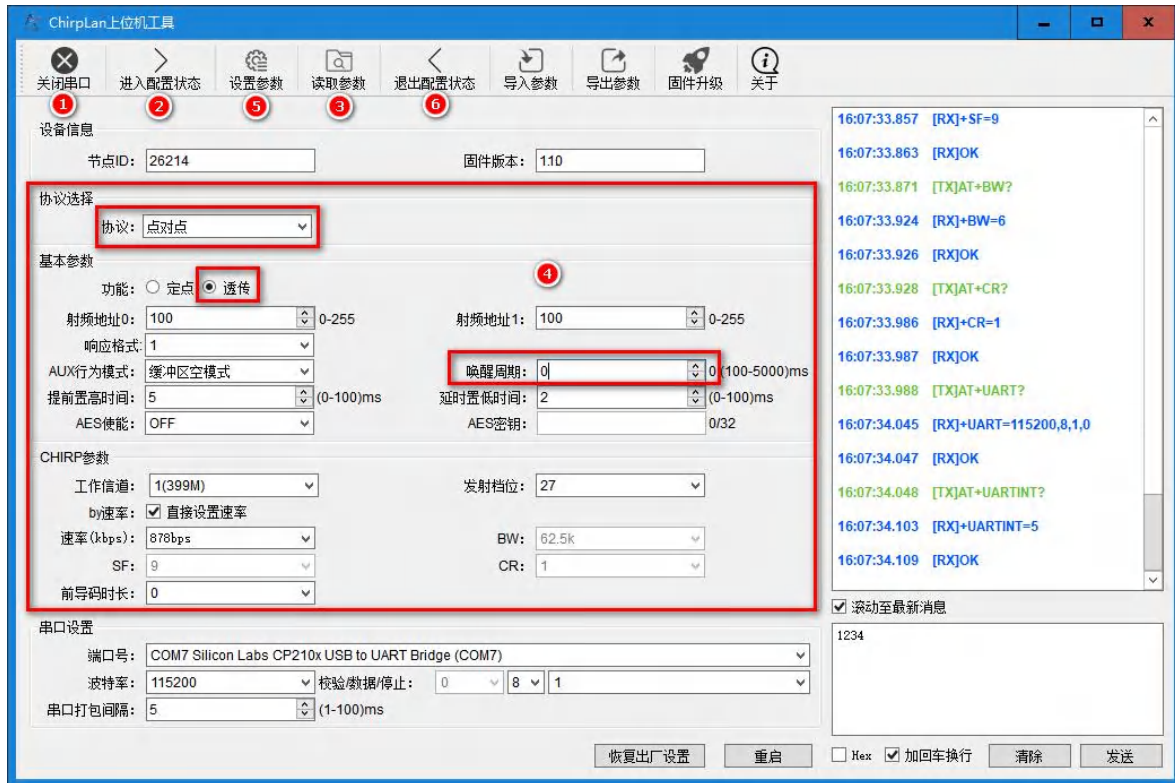 ChirpLan上位机工具
关闭串口 进入配置状态 设置参数 读取参数 退出配置状态 导入参数 导出参数 固件升级 关于
1 2 5 3 6
设备信息
节点ID: 26214 固件版本: 1.10
协议选择
协议: 点对点
基本参数
4
功能: 定点 透传
射频地址0: 100 0-255 射频地址1: 100 0-255
响应格式: 1
AUX行为模式: 缓冲区空模式 唤醒周期: 0 0(100-5000)ms
提前置高时间: 5 (0-100)ms 延时置低时间: 2 (0-100)ms
AES使能: OFF AES密钥: 0/32
CHIRP参数
工作信道: 1(399M) 发射档位: 27
by速率: 直接设置速率
速率(kbps): 878bps BW: 62.5k
SF: 9 CR: 1
前导码时长: 0
串口设置
端口号: COM7 Silicon Labs CP210x USB to UART Bridge (COM7)
波特率: 115200 校验/数据/停止: 0 8 1
串口打包间隔: 5 (1-100)ms
恢复出厂设置 重启
16:07:33.857 [RX]+SF=9
16:07:33.863 [RX]OK
16:07:33.871 [TX]AT+BW?
16:07:33.924 [RX]+BW=6
16:07:33.926 [RX]OK
16:07:33.928 [TX]AT+CR?
16:07:33.986 [RX]+CR=1
16:07:33.987 [RX]OK
16:07:33.988 [TX]AT+UART?
16:07:34.045 [RX]+UART=115200,8,1,0
16:07:34.047 [RX]OK
16:07:34.048 [TX]AT+UARTINT?
16:07:34.103 [RX]+UARTINT=5
16:07:34.109 [RX]OK
滚动至最新消息
1234
Hex 加回车换行 清除 发送